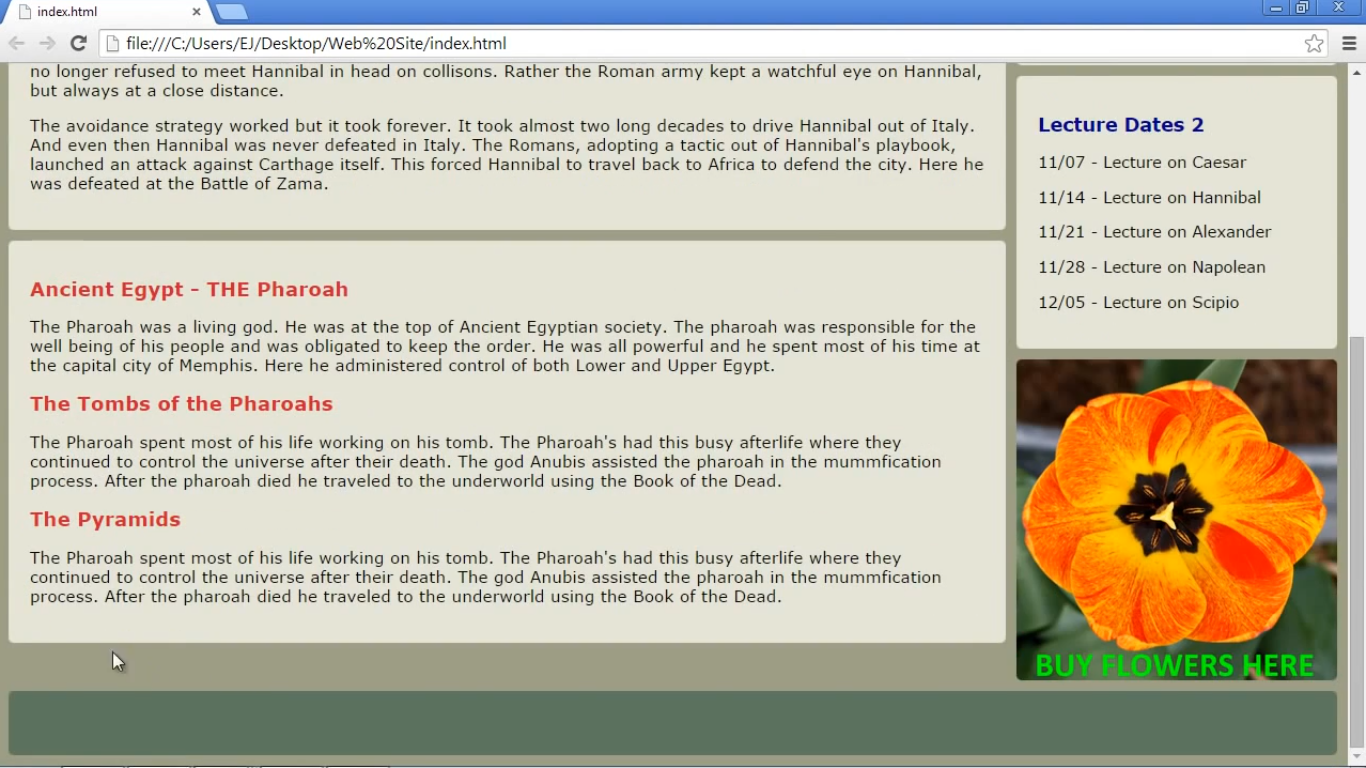 index.html
file:///C:/Users/EJ/Desktop/Web%20Site/index.html
no longer refused to meet Hannibal in head on collisons. Rather the Roman army kept a watchful eye on Hannibal,
but always at a close distance.
The avoidance strategy worked but it took forever. It took almost two long decades to drive Hannibal out of Italy.
And even then Hannibal was never defeated in Italy. The Romans, adopting a tactic out of Hannibal's playbook,
launched an attack against Carthage itself. This forced Hannibal to travel back to Africa to defend the city. Here he
was defeated at the Battle of Zama.
Ancient Egypt - THE Pharoah
The Pharoah was a living god. He was at the top of Ancient Egyptian society. The pharoah was responsible for the
well being of his people and was obligated to keep the order. He was all powerful and he spent most of his time at
the capital city of Memphis. Here he administered control of both Lower and Upper Egypt.
The Tombs of the Pharoahs
The Pharoah spent most of his life working on his tomb. The Pharoah's had this busy afterlife where they
continued to control the universe after their death. The god Anubis assisted the pharoah in the mummfication
process. After the pharoah died he traveled to the underworld using the Book of the Dead.
The Pyramids
The Pharoah spent most of his life working on his tomb. The Pharoah's had this busy afterlife where they
continued to control the universe after their death. The god Anubis assisted the pharoah in the mummfication
process. After the pharoah died he traveled to the underworld using the Book of the Dead.
Lecture Dates 2
11/07 - Lecture on Caesar
11/14 - Lecture on Hannibal
11/21 - Lecture on Alexander
11/28 - Lecture on Napolean
12/05 - Lecture on Scipio
BUY FLOWERS HERE